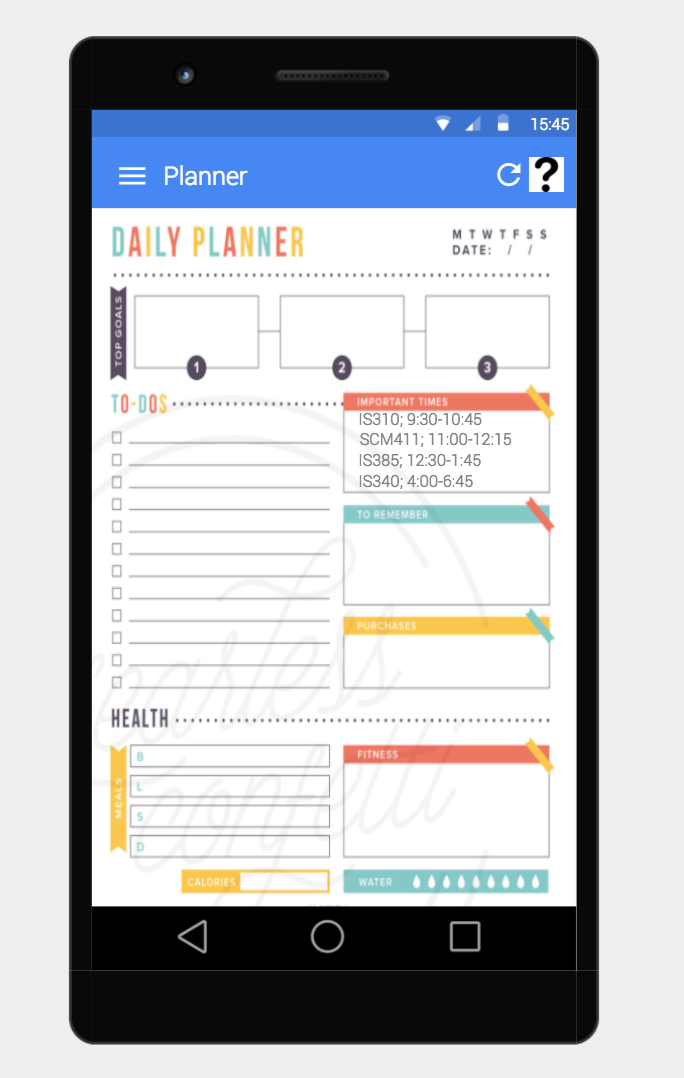 15:45
Planner
?
DAILY PLANNER
M T W T F S S
DATE: / /
TOP GOALS
1
2
3
TO-DOS
IMPORTANT TIMES
IS310; 9:30-10:45
SCM411; 11:00-12:15
IS385; 12:30-1:45
IS340; 4:00-6:45
TO REMEMBER
PURCHASES
fearless
confetti
HEALTH
MEALS
B
L
S
D
FITNESS
CALORIES
WATER